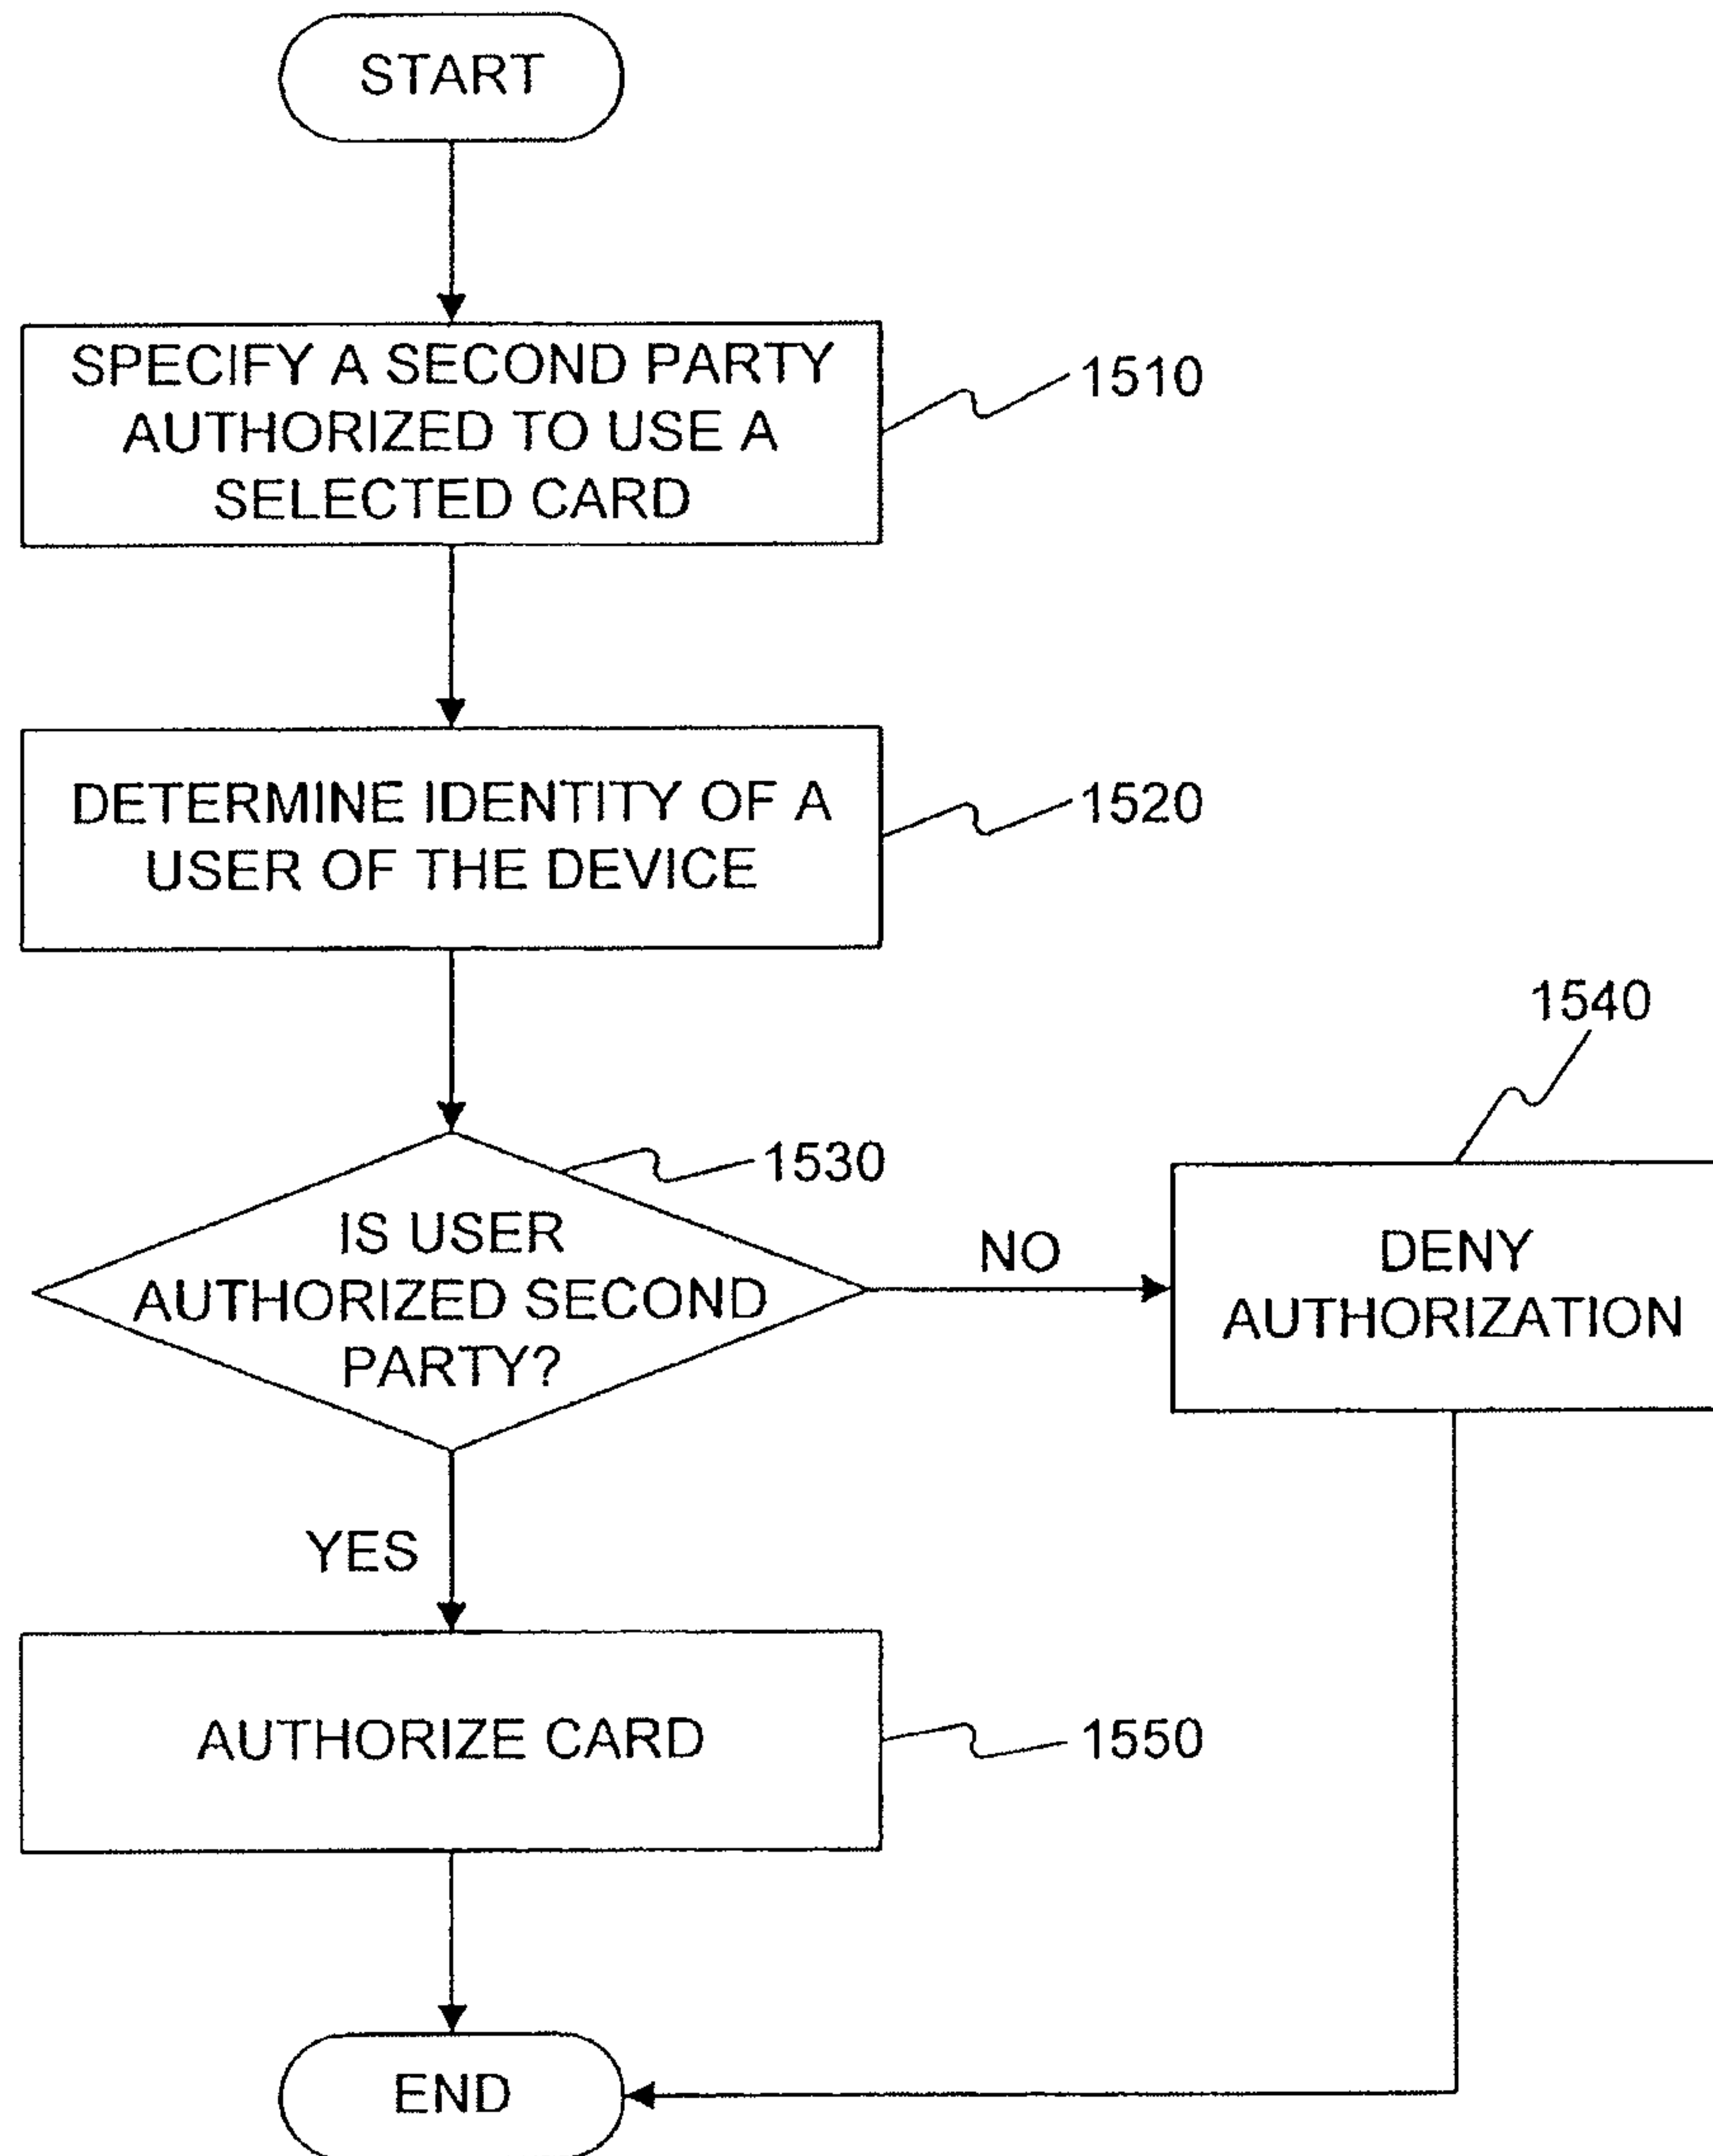 START
SPECIFY A SECOND PARTY
AUTHORIZED TO USE A
SELECTED CARD
1510
DETERMINE IDENTITY OF A
USER OF THE DEVICE
1520
1530
IS USER
AUTHORIZED SECOND
PARTY?
NO
1540
DENY
AUTHORIZATION
YES
AUTHORIZE CARD
1550
END